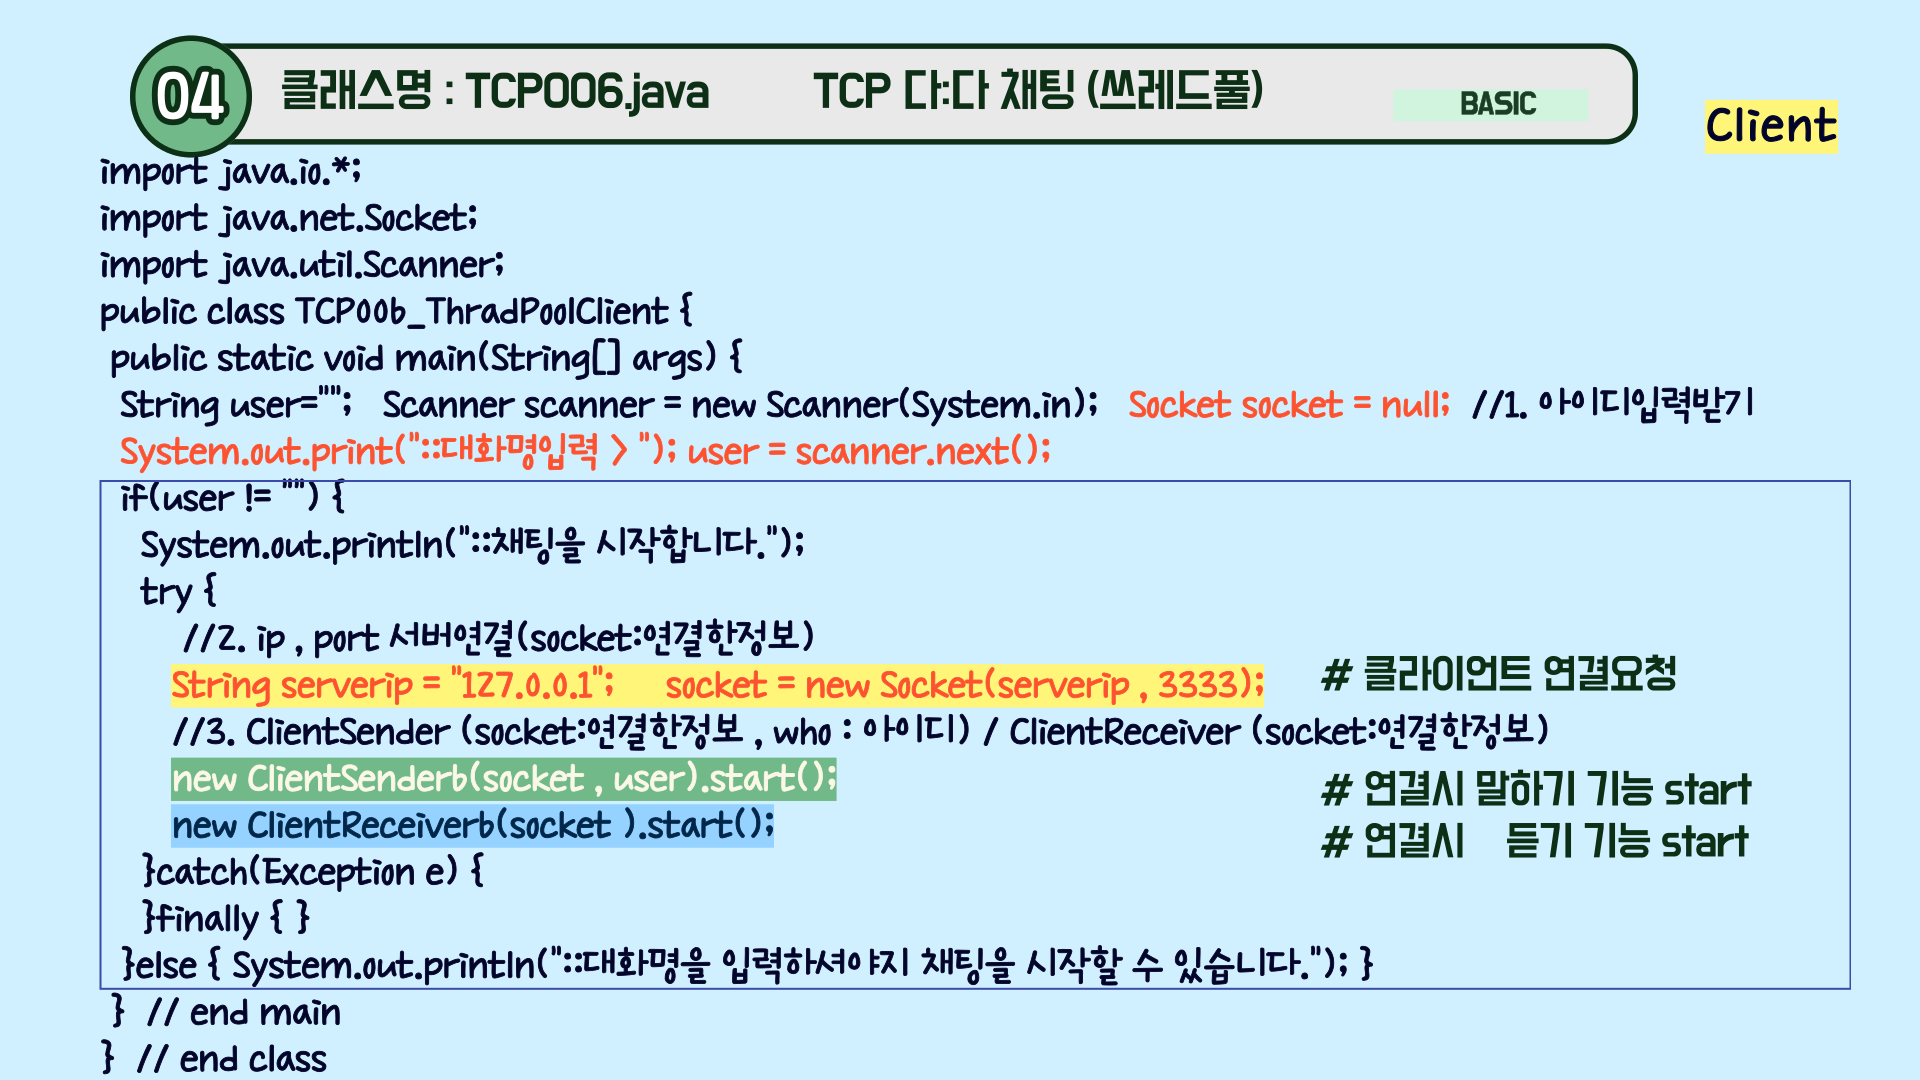 04 클래스명 : TCP006.java TCP 다:다 채팅 (쓰레드풀) BASIC
Client
import java.io.*;
import java.net.Socket;
import java.util.Scanner;
public class TCP006_ThradPoolClient {
public static void main(String[] args) {
String user=""; Scanner scanner = new Scanner(System.in); Socket socket = null; //1. 아이디입력받기
System.out.print("::대화명입력 > "); user = scanner.next();
if(user != "") {
System.out.println("::채팅을 시작합니다.");
try {
//2. ip , port 서버연결(socket:연결한정보)
String serverip = "127.0.0.1"; socket = new Socket(serverip , 3333); # 클라이언트 연결요청
//3. ClientSender (socket:연결한정보 , who : 아이디) / ClientReceiver (socket:연결한정보)
new ClientSender6(socket , user).start(); # 연결시 말하기 기능 start
new ClientReceiver6(socket ).start(); # 연결시 듣기 기능 start
}catch(Exception e) {
}finally { }
}else { System.out.println("::대화명을 입력하셔야지 채팅을 시작할 수 있습니다."); }
} // end main
} // end class